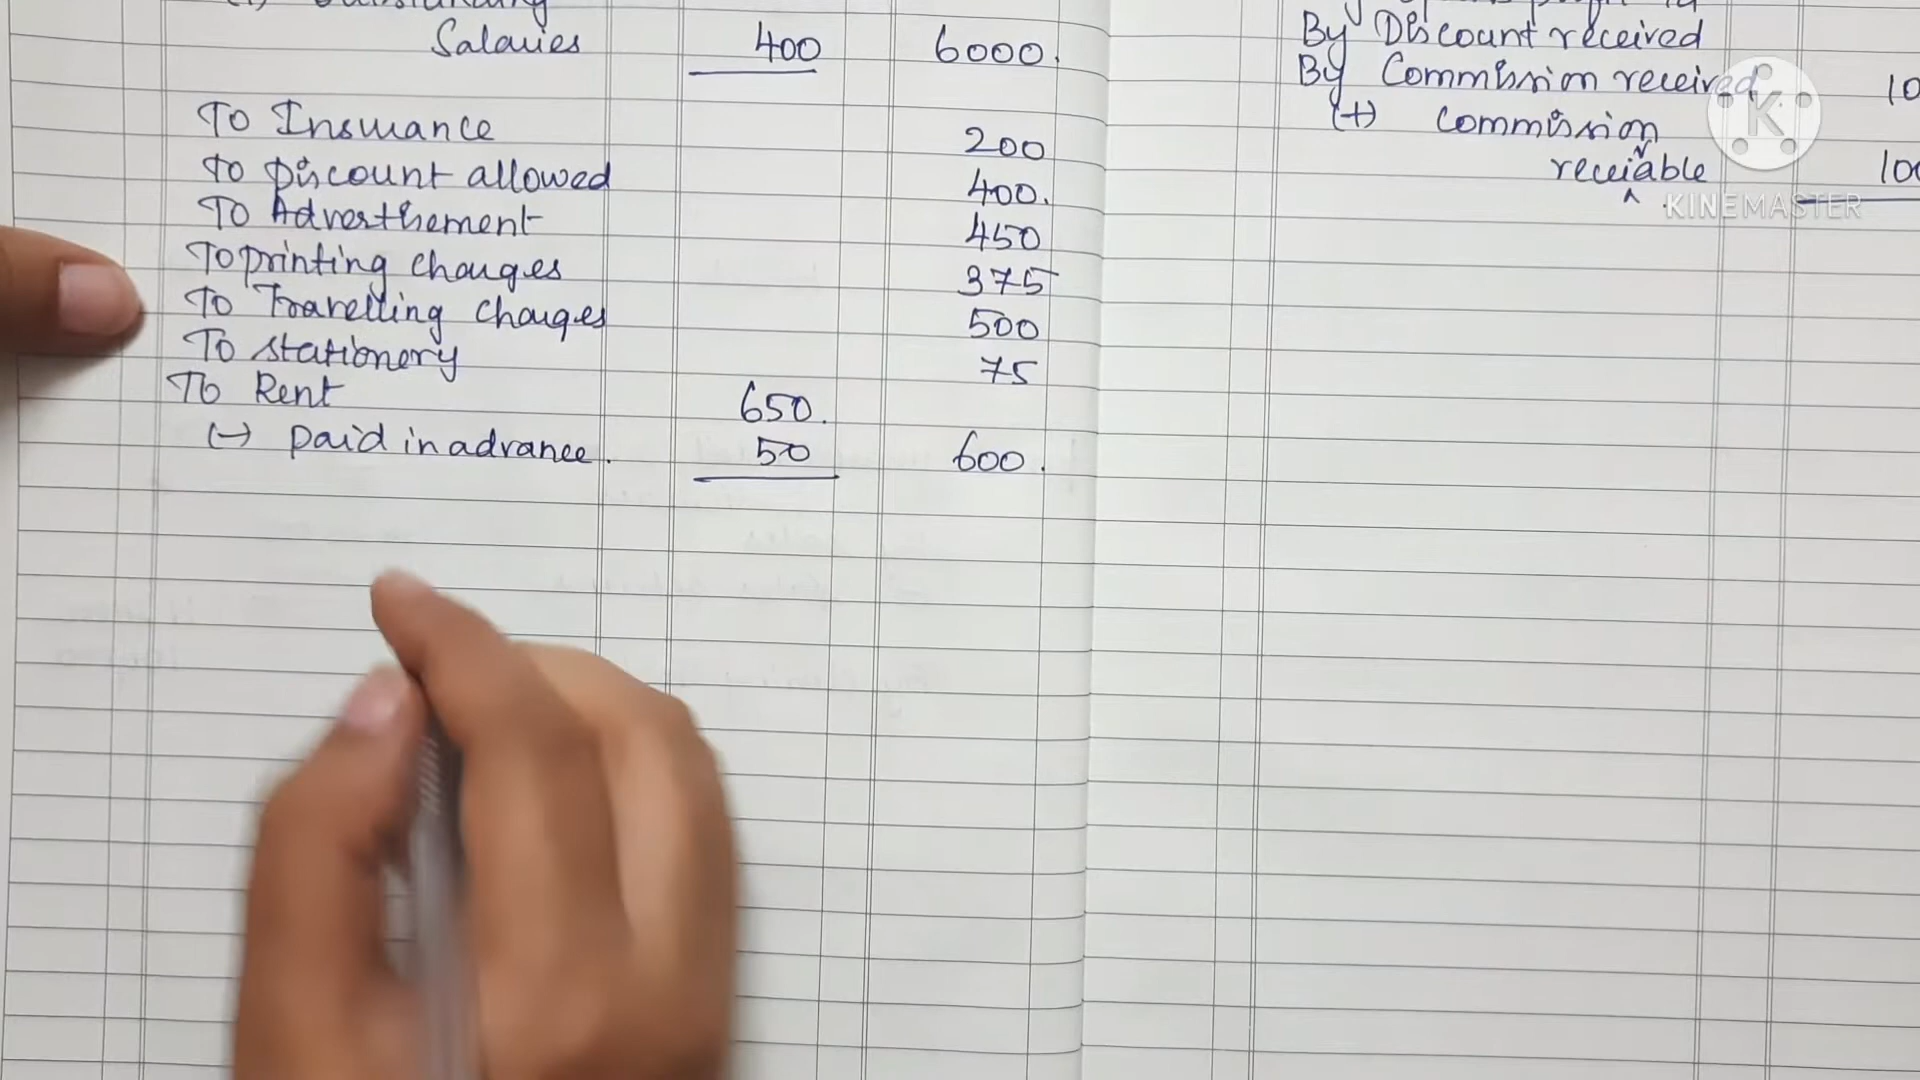 Salaries 400 6000.
To Insurance 200
To Discount allowed 400.
To Advertisement 450
To printing charges 375
To Travelling charges 500
To stationery 75
To Rent 650.
(-) paid in advance. 50 600.
By Discount received
By Commission received 10
(+) commission
receivable 100
K
KINEMASTER